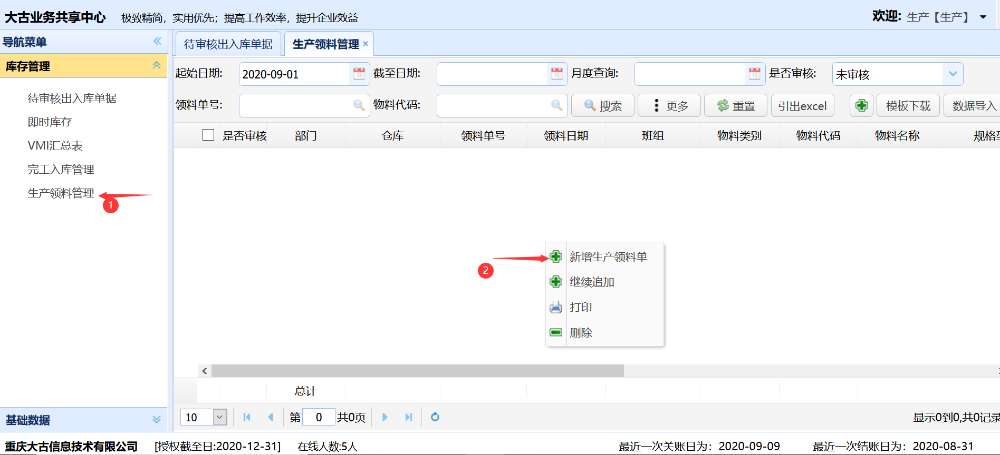 大古业务共享中心 极致精简，实用优先；提高工作效率，提升企业效益 欢迎: 生产【生产】
导航菜单
库存管理
待审核出入库单据
即时库存
VMI汇总表
完工入库管理
生产领料管理
1
基础数据
待审核出入库单据 生产领料管理
起始日期: 2020-09-01 截至日期: 月度查询: 是否审核: 未审核
领料单号: 物料代码: 搜索 更多 重置 引出excel 模板下载 数据导入
是否审核 部门 仓库 领料单号 领料日期 班组 物料类别 物料代码 物料名称 规格
2
新增生产领料单
继续追加
打印
删除
总计
10 第 0 共0页 显示0到0,共0记录
重庆大古信息技术有限公司 [授权截至日:2020-12-31] 在线人数:5人 最近一次关账日为：2020-09-09 最近一次结账日为：2020-08-31